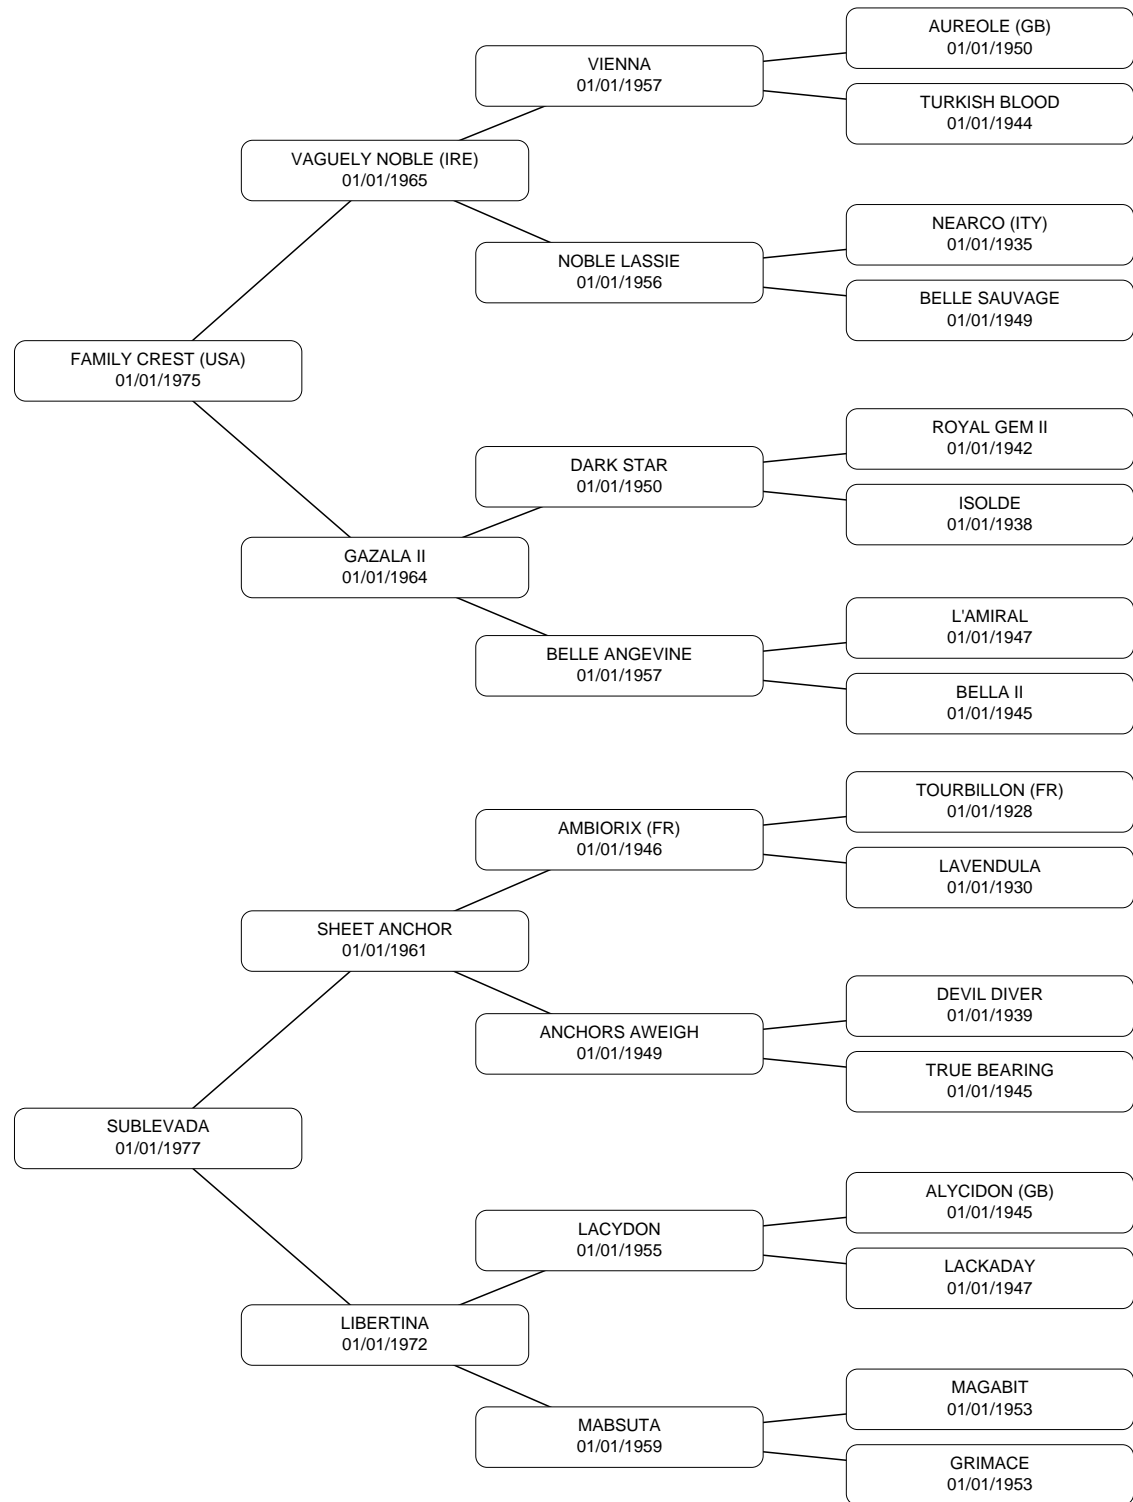 AUREOLE (GB)
01/01/1950
VIENNA
01/01/1957
TURKISH BLOOD
01/01/1944
VAGUELY NOBLE (IRE)
01/01/1965
NEARCO (ITY)
01/01/1935
NOBLE LASSIE
01/01/1956
BELLE SAUVAGE
01/01/1949
FAMILY CREST (USA)
01/01/1975
ROYAL GEM II
01/01/1942
DARK STAR
01/01/1950
ISOLDE
01/01/1938
GAZALA II
01/01/1964
L'AMIRAL
01/01/1947
BELLE ANGEVINE
01/01/1957
BELLA II
01/01/1945
TOURBILLON (FR)
01/01/1928
AMBIORIX (FR)
01/01/1946
LAVENDULA
01/01/1930
SHEET ANCHOR
01/01/1961
DEVIL DIVER
01/01/1939
ANCHORS AWEIGH
01/01/1949
TRUE BEARING
01/01/1945
SUBLEVADA
01/01/1977
ALYCIDON (GB)
01/01/1945
LACYDON
01/01/1955
LACKADAY
01/01/1947
LIBERTINA
01/01/1972
MAGABIT
01/01/1953
MABSUTA
01/01/1959
GRIMACE
01/01/1953